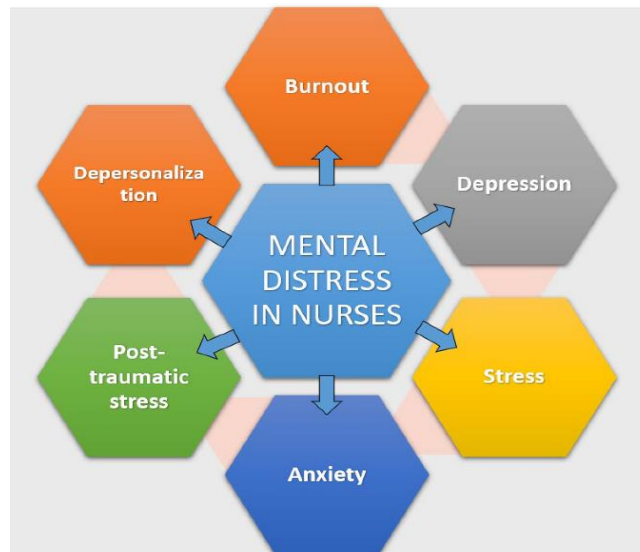 Burnout
Depersonaliza
tion
Depression
MENTAL
DISTRESS
IN NURSES
Post-
traumatic
stress
Stress
Anxiety